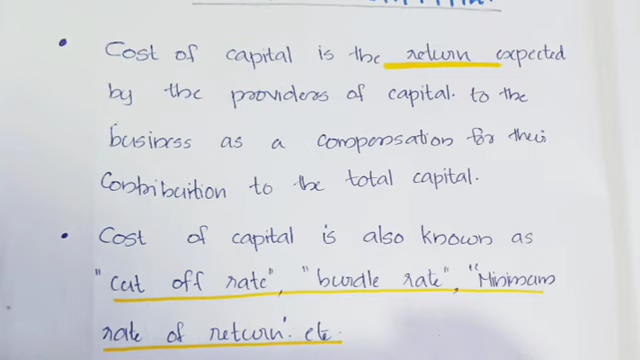 Cost of capital is the return expected
by the providers of capital. to the
business as a compensation for their
Contribuition to the total capital.
Cost of capital is also known as
"Cut off rate", "burdle rate", "Minimum
rate of return". etc.